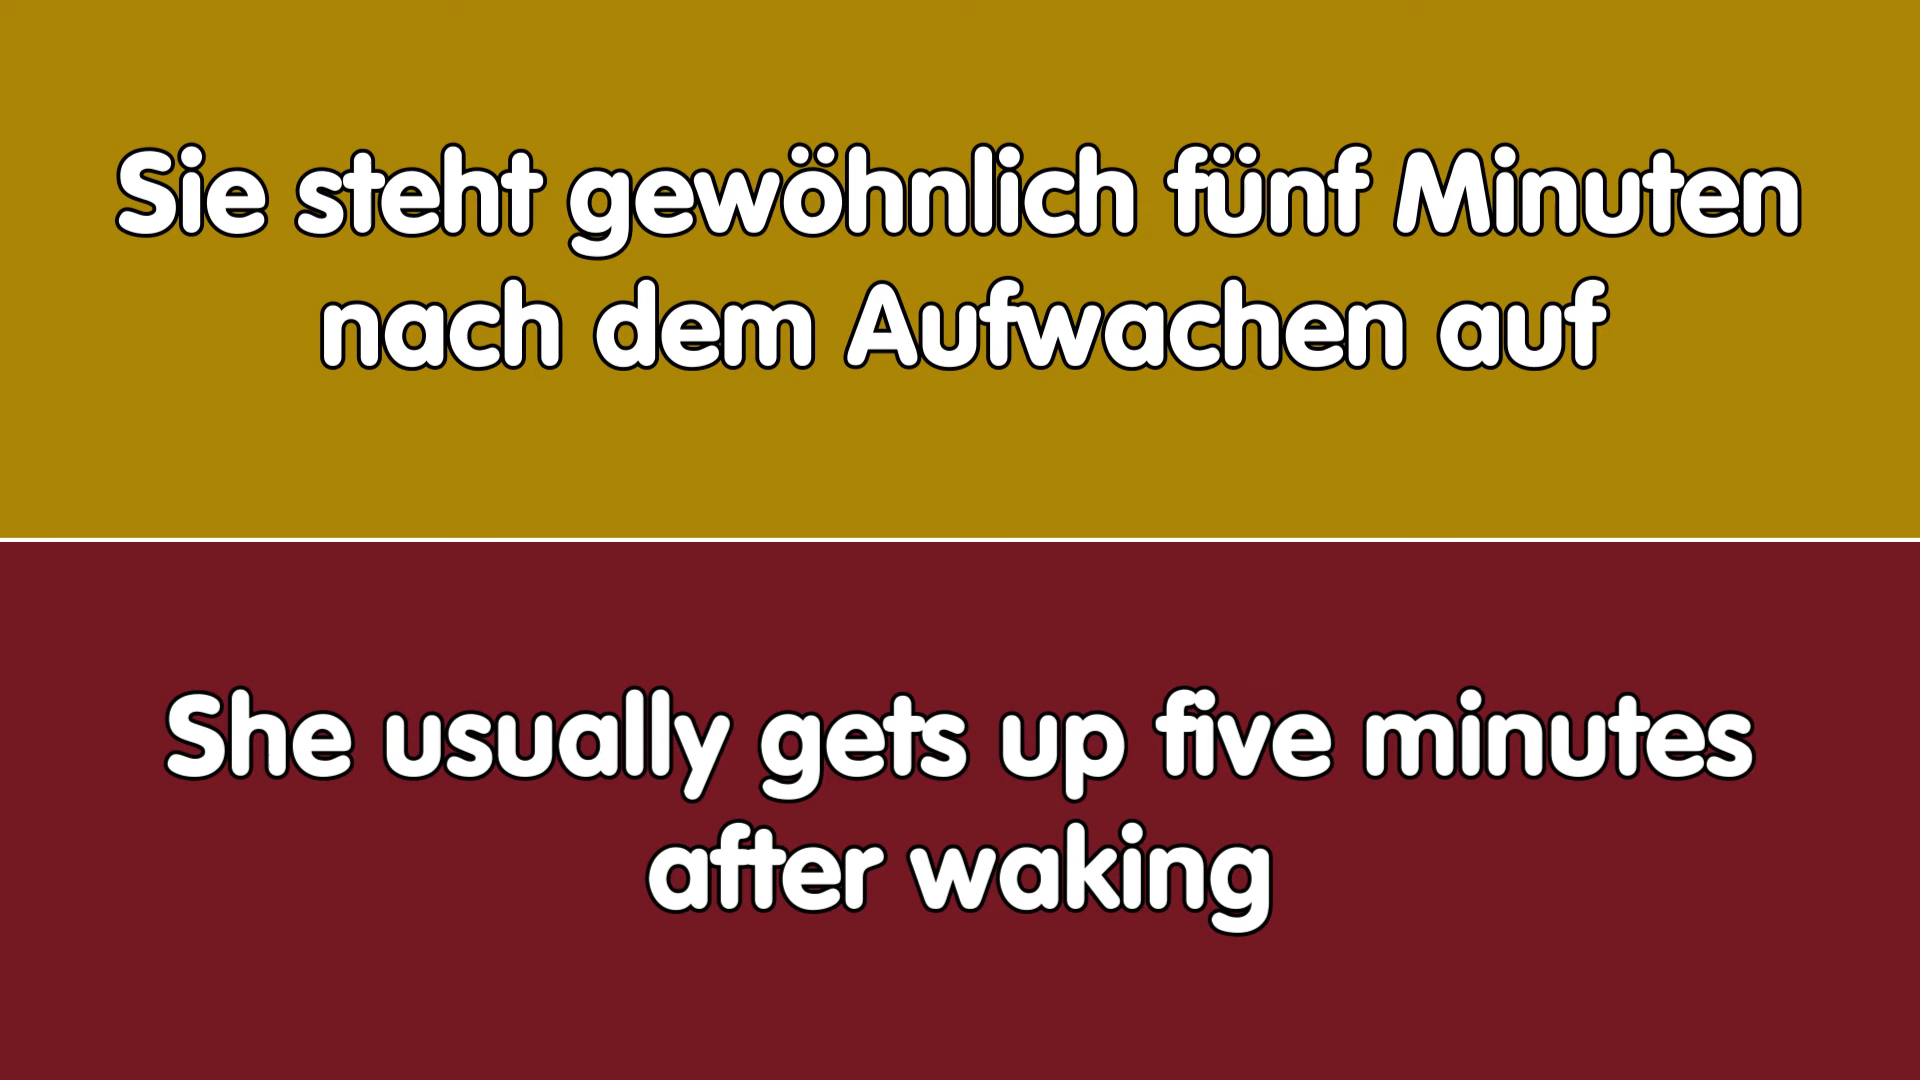 Sie steht gewöhnlich fünf Minuten
nach dem Aufwachen auf
She usually gets up five minutes
after waking